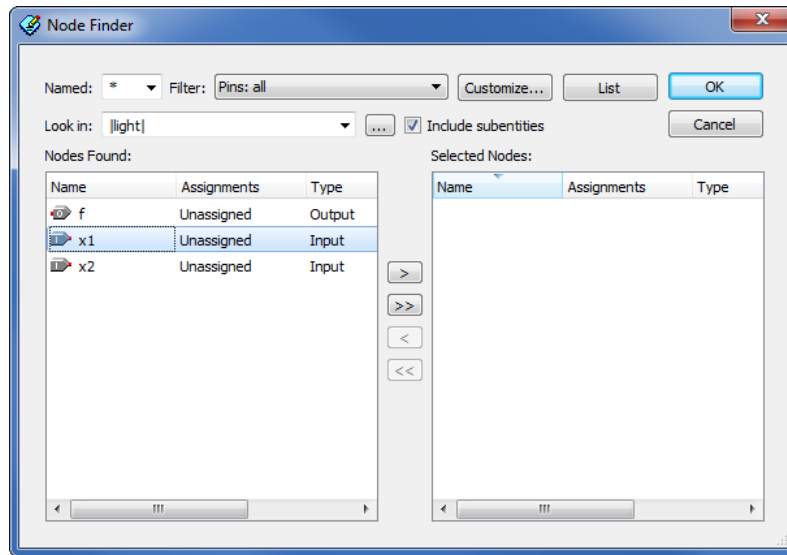 Node Finder
Named: * Filter: Pins: all Customize... List OK
Look in: |light| ... Include subentities Cancel
Nodes Found: Selected Nodes:
Name Assignments Type Name Assignments Type
f Unassigned Output
x1 Unassigned Input
x2 Unassigned Input
>
>>
<
<<